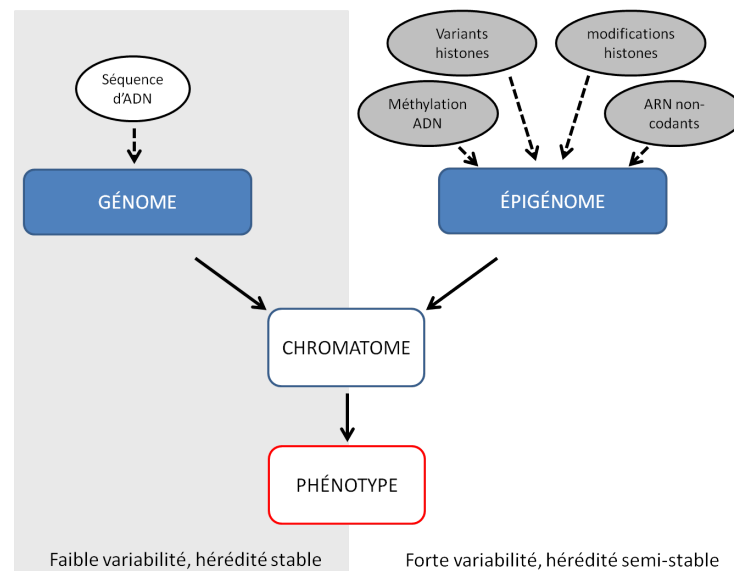 Séquence
d'ADN
GÉNOME
Variants
histones
modifications
histones
Méthylation
ADN
ARN non-
codants
ÉPIGÉNOME
CHROMATOME
PHÉNOTYPE
Faible variabilité, hérédité stable
Forte variabilité, hérédité semi-stable